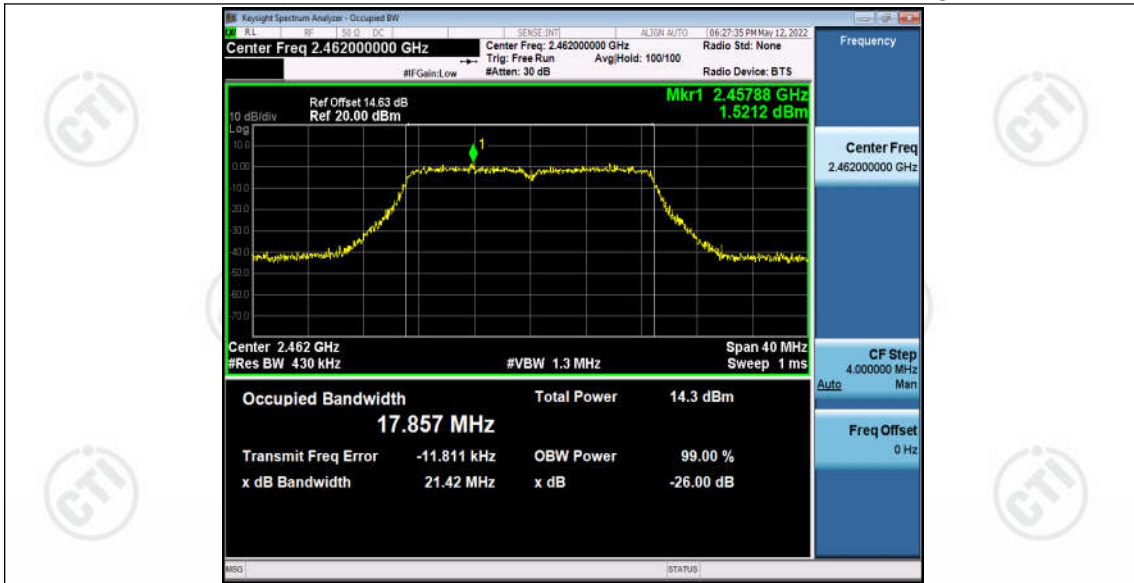 Keysight Spectrum Analyzer - Occupied BW
RL RF 50 Ω DC SENSE:INT ALIGN AUTO 06:27:35 PM May 12, 2022
Center Freq 2.462000000 GHz
Center Freq: 2.462000000 GHz Radio Std: None
Trig: Free Run Avg|Hold: 100/100
#IFGain:Low #Atten: 30 dB Radio Device: BTS
Frequency
Ref Offset 14.63 dB Mkr1 2.45788 GHz
10 dB/div Ref 20.00 dBm 1.5212 dBm
Log
10.0
0.00
-10.0
-20.0
-30.0
-40.0
-50.0
-60.0
-70.0
1
Center 2.462 GHz Span 40 MHz
#Res BW 430 kHz #VBW 1.3 MHz Sweep 1 ms
Occupied Bandwidth Total Power 14.3 dBm
17.857 MHz
Transmit Freq Error -11.811 kHz OBW Power 99.00 %
x dB Bandwidth 21.42 MHz x dB -26.00 dB
Center Freq
2.462000000 GHz
CF Step
4.000000 MHz
Auto Man
Freq Offset
0 Hz
MSG STATUS
CTI
CTI
CTI
CTI